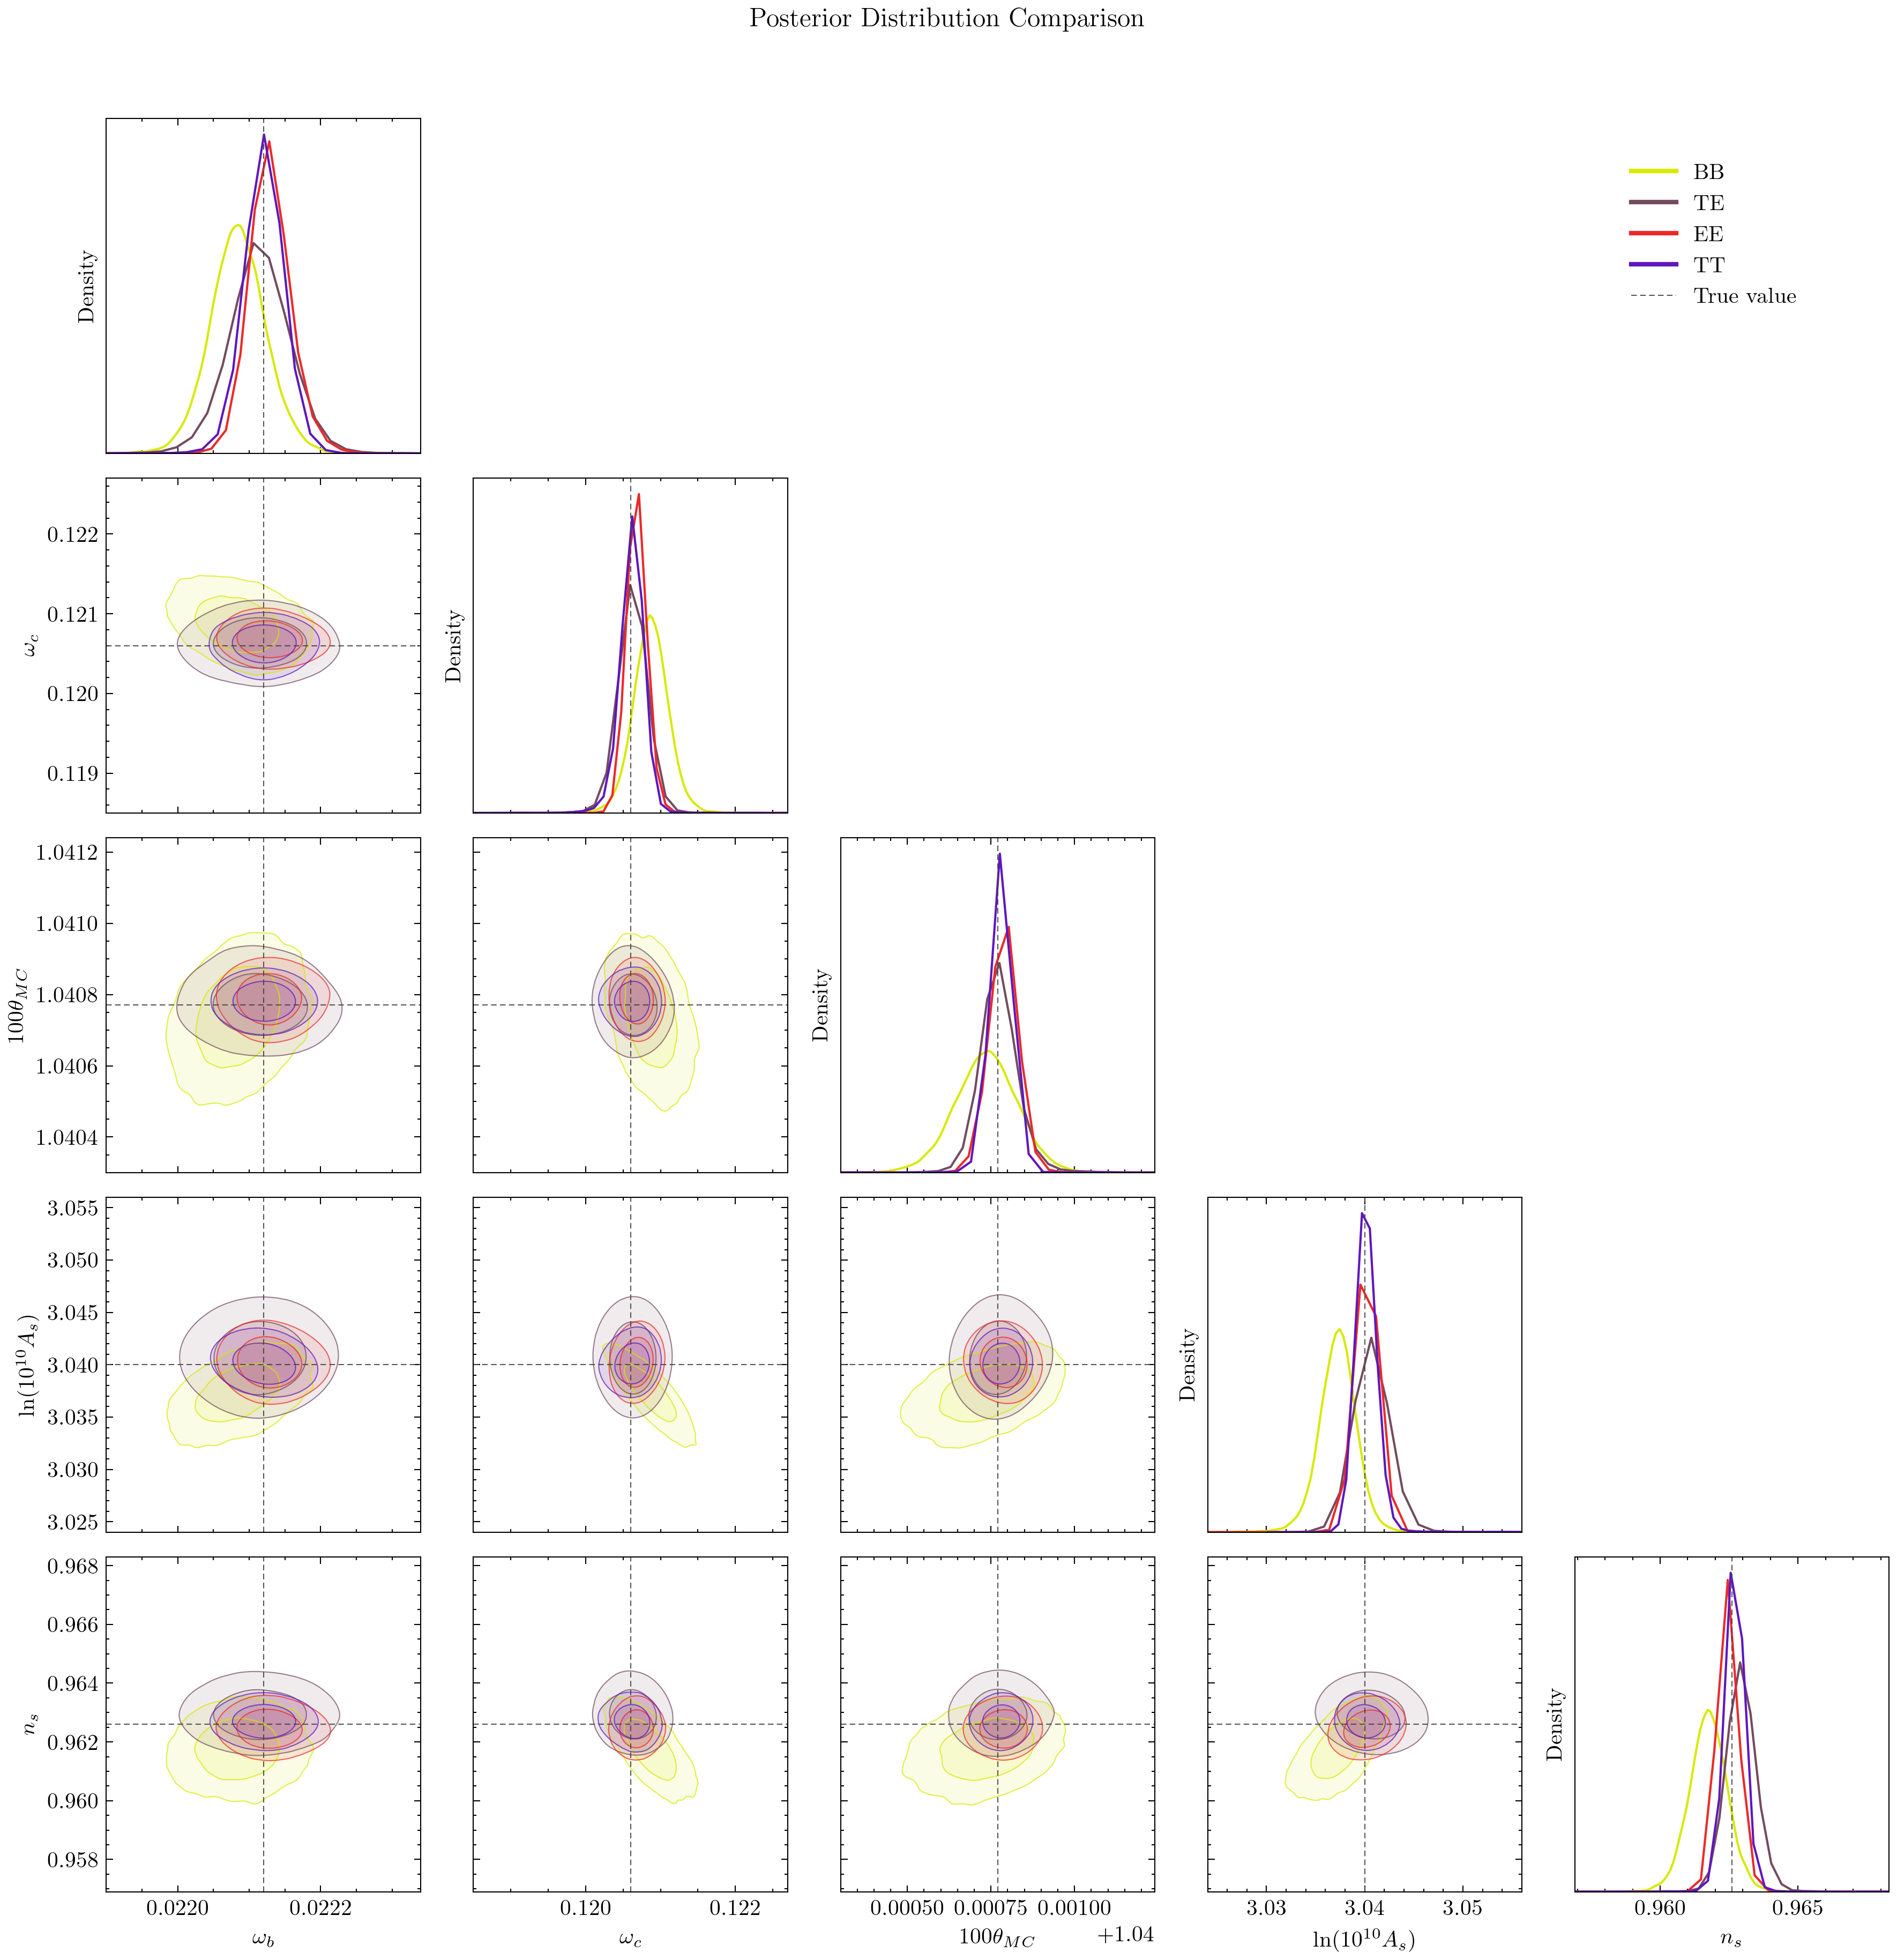 Posterior Distribution Comparison
BB
TE
EE
TT
True value
Density
0.122
0.121
0.120
0.119
ω_c
Density
1.0412
1.0410
1.0408
1.0406
1.0404
100θ_MC
Density
3.055
3.050
3.045
3.040
3.035
3.030
3.025
ln(10^10 A_s)
Density
0.968
0.966
0.964
0.962
0.960
0.958
n_s
Density
0.0220 0.0222
0.120 0.122
0.00050 0.00075 0.00100
3.03 3.04 3.05
0.960 0.965
ω_b
ω_c
100θ_MC
+1.04
ln(10^10 A_s)
n_s